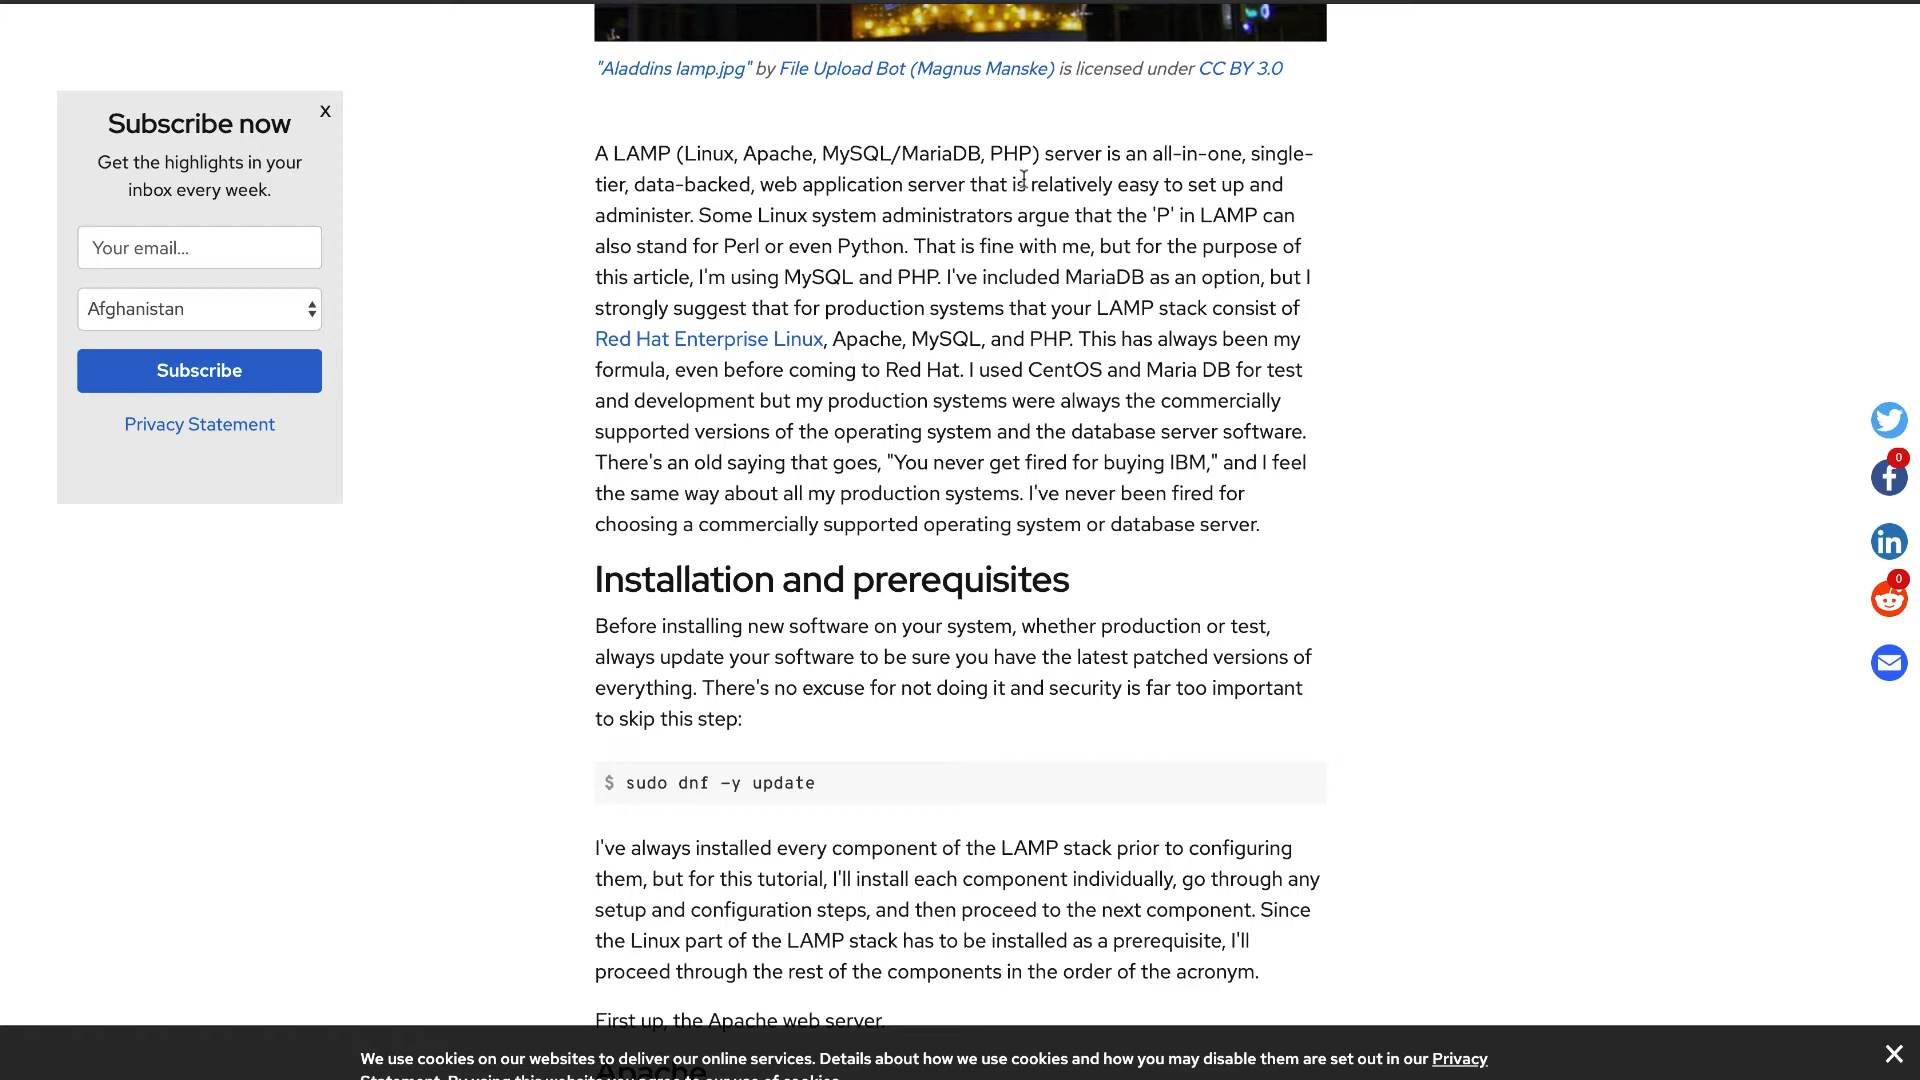 "Aladdins lamp.jpg" by File Upload Bot (Magnus Manske) is licensed under CC BY 3.0
Subscribe now
x
Get the highlights in your
inbox every week.
Your email...
Afghanistan
Subscribe
Privacy Statement
A LAMP (Linux, Apache, MySQL/MariaDB, PHP) server is an all-in-one, single-
tier, data-backed, web application server that is relatively easy to set up and
administer. Some Linux system administrators argue that the 'P' in LAMP can
also stand for Perl or even Python. That is fine with me, but for the purpose of
this article, I'm using MySQL and PHP. I've included MariaDB as an option, but I
strongly suggest that for production systems that your LAMP stack consist of
Red Hat Enterprise Linux, Apache, MySQL, and PHP. This has always been my
formula, even before coming to Red Hat. I used CentOS and Maria DB for test
and development but my production systems were always the commercially
supported versions of the operating system and the database server software.
There's an old saying that goes, "You never get fired for buying IBM," and I feel
the same way about all my production systems. I've never been fired for
choosing a commercially supported operating system or database server.
Installation and prerequisites
Before installing new software on your system, whether production or test,
always update your software to be sure you have the latest patched versions of
everything. There's no excuse for not doing it and security is far too important
to skip this step:
$ sudo dnf -y update
I've always installed every component of the LAMP stack prior to configuring
them, but for this tutorial, I'll install each component individually, go through any
setup and configuration steps, and then proceed to the next component. Since
the Linux part of the LAMP stack has to be installed as a prerequisite, I'll
proceed through the rest of the components in the order of the acronym.
First up, the Apache web server.
Apache
0
in
0
We use cookies on our websites to deliver our online services. Details about how we use cookies and how you may disable them are set out in our Privacy
Statement. By using this website you agree to our use of cookies.